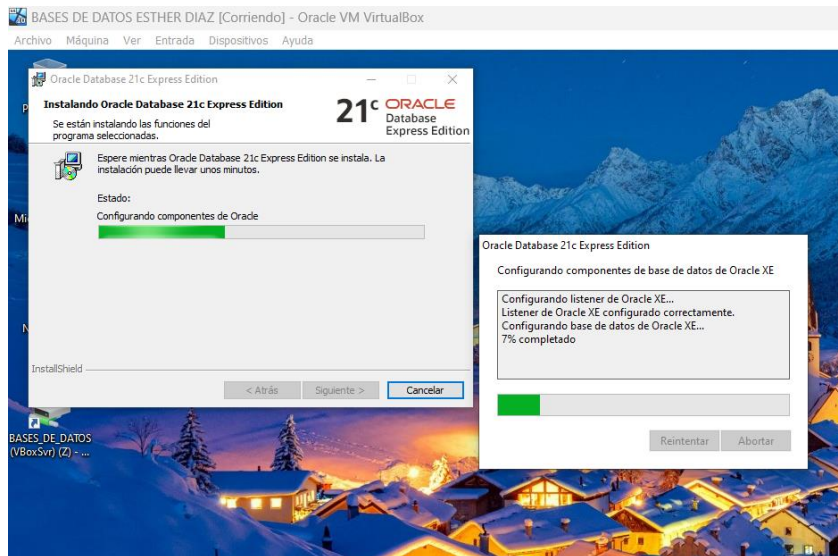 BASES DE DATOS ESTHER DIAZ [Corriendo] - Oracle VM VirtualBox
Archivo Máquina Ver Entrada Dispositivos Ayuda
Oracle Database 21c Express Edition
Instalando Oracle Database 21c Express Edition
Se están instalando las funciones del
programa seleccionadas.
21c ORACLE
Database
Express Edition
Espere mientras Oracle Database 21c Express Edition se instala. La
instalación puede llevar unos minutos.
Estado:
Configurando componentes de Oracle
InstallShield
< Atrás Siguiente > Cancelar
Oracle Database 21c Express Edition
Configurando componentes de base de datos de Oracle XE
Configurando listener de Oracle XE...
Listener de Oracle XE configurado correctamente.
Configurando base de datos de Oracle XE...
7% completado
Reintentar Abortar
BASES_DE_DATOS
(VBoxSvr) (Z) - ...